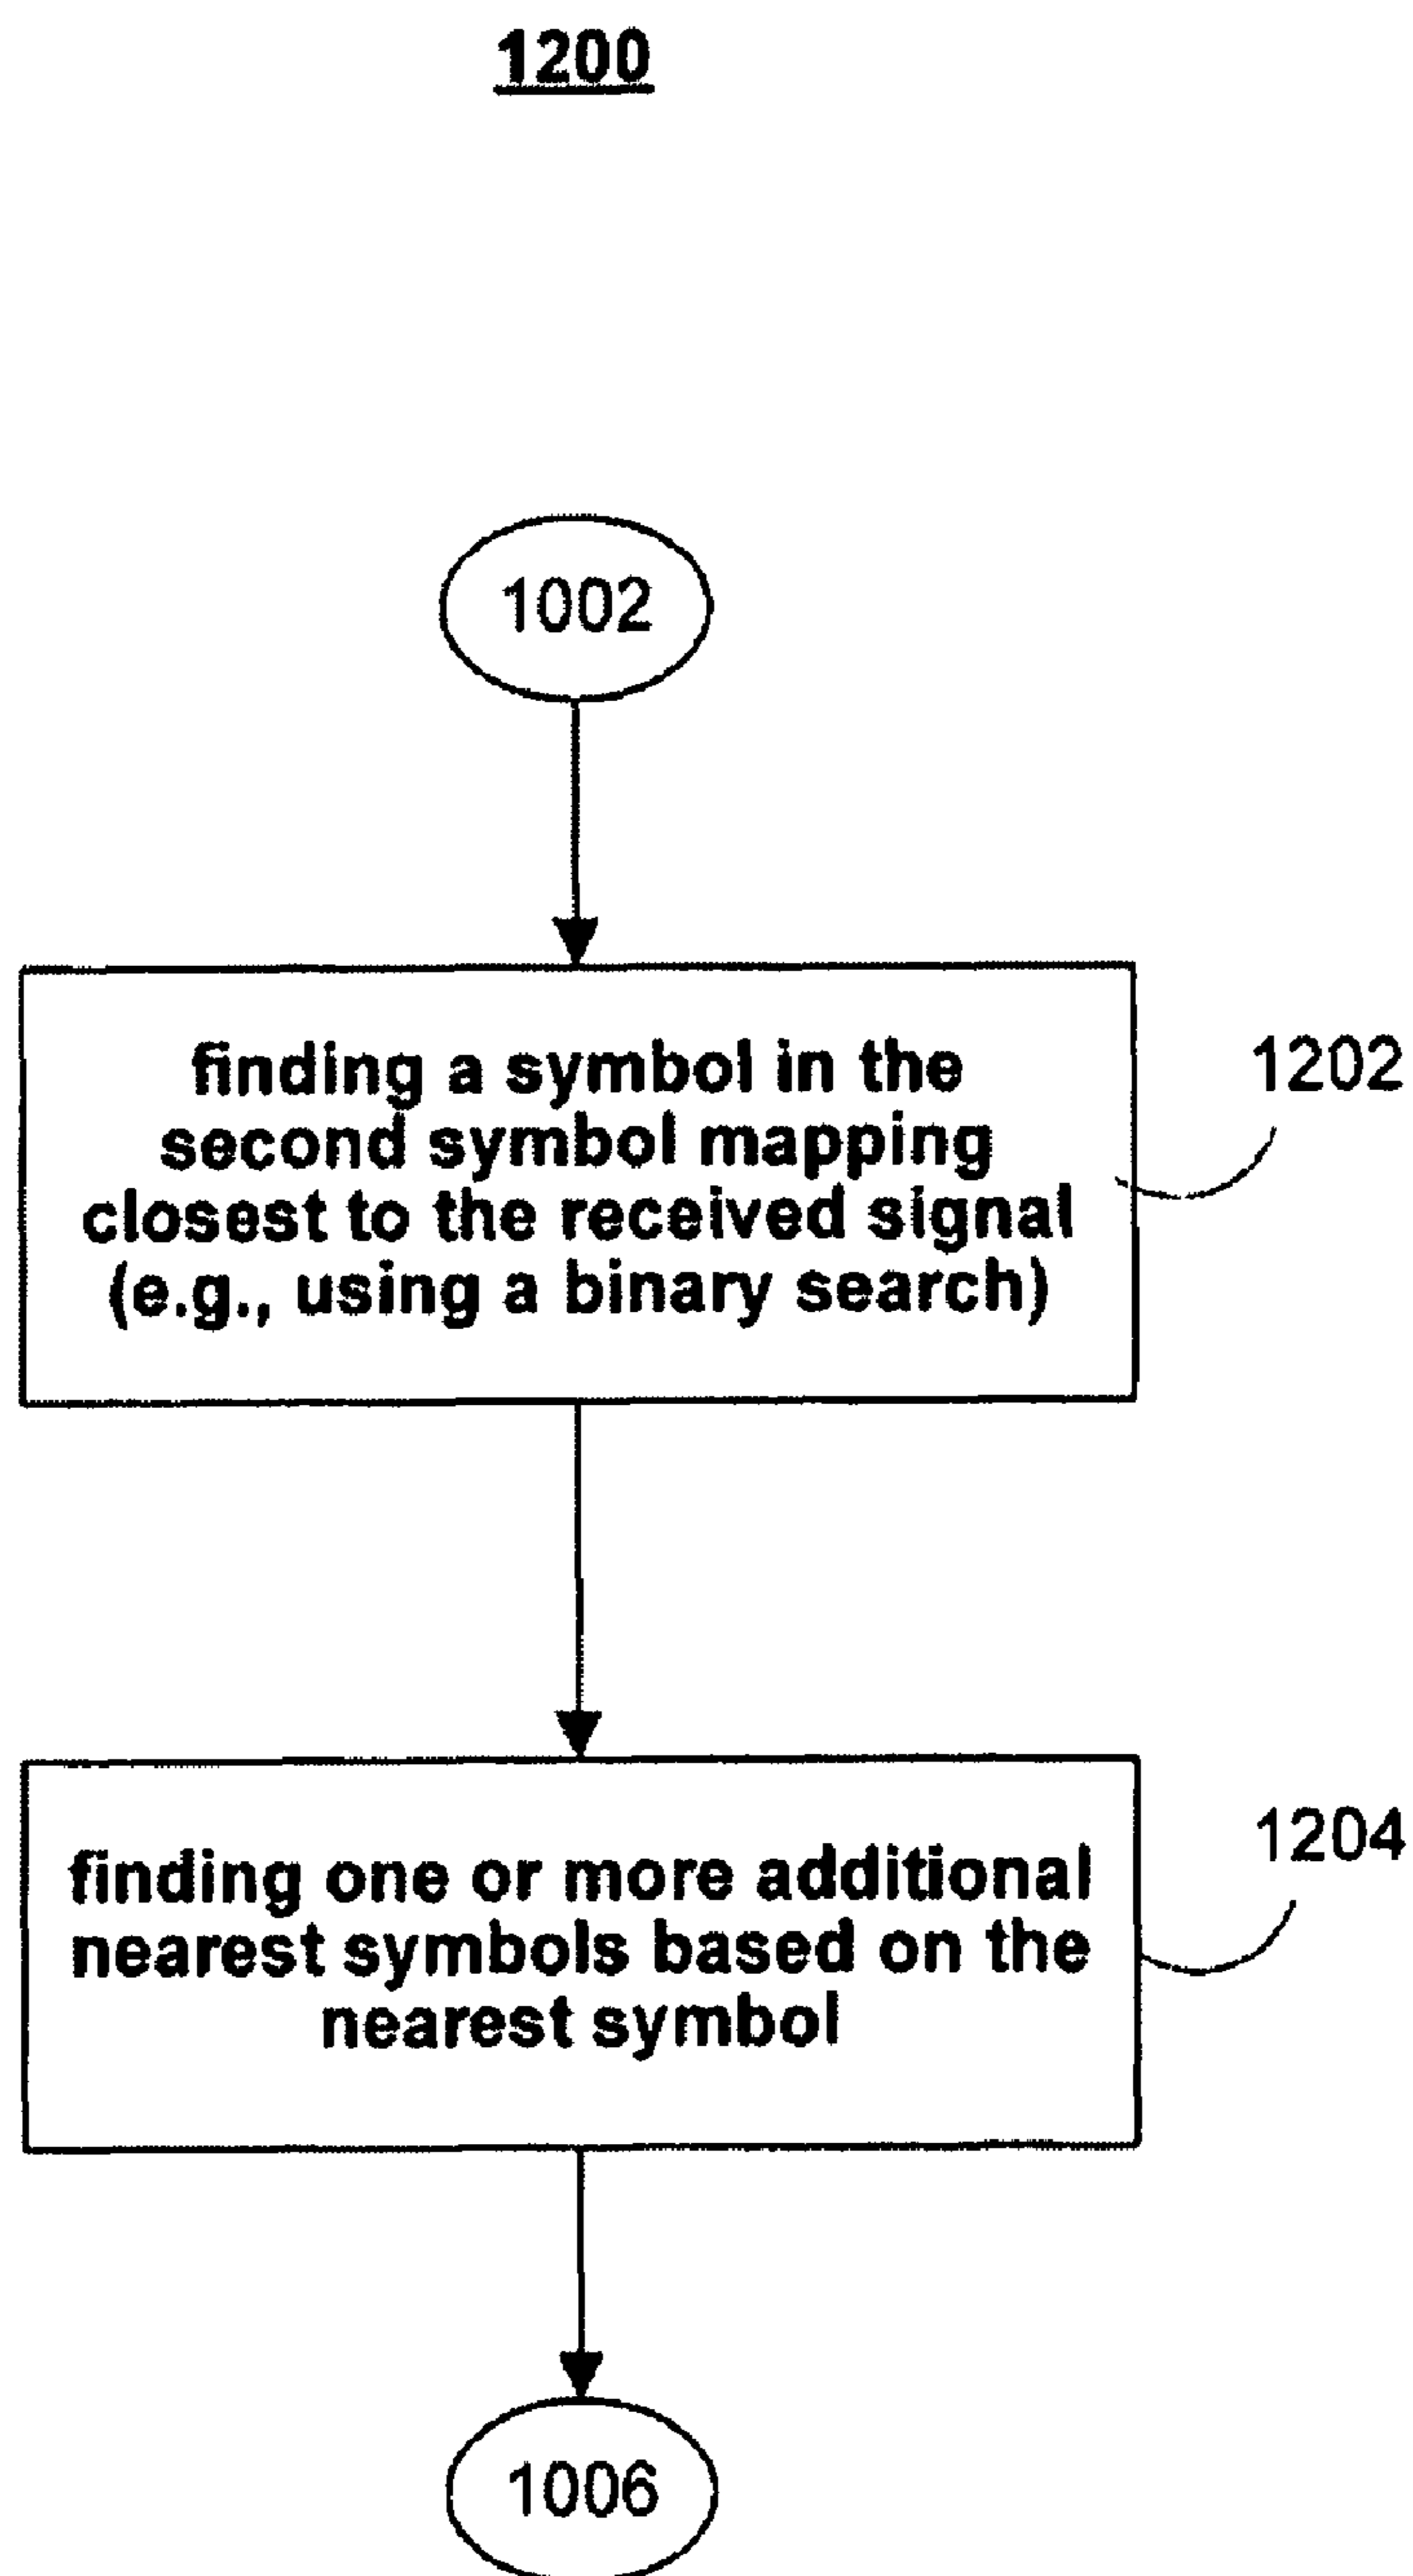 1200
1002
finding a symbol in the
second symbol mapping
closest to the received signal
(e.g., using a binary search)
1202
finding one or more additional
nearest symbols based on the
nearest symbol
1204
1006